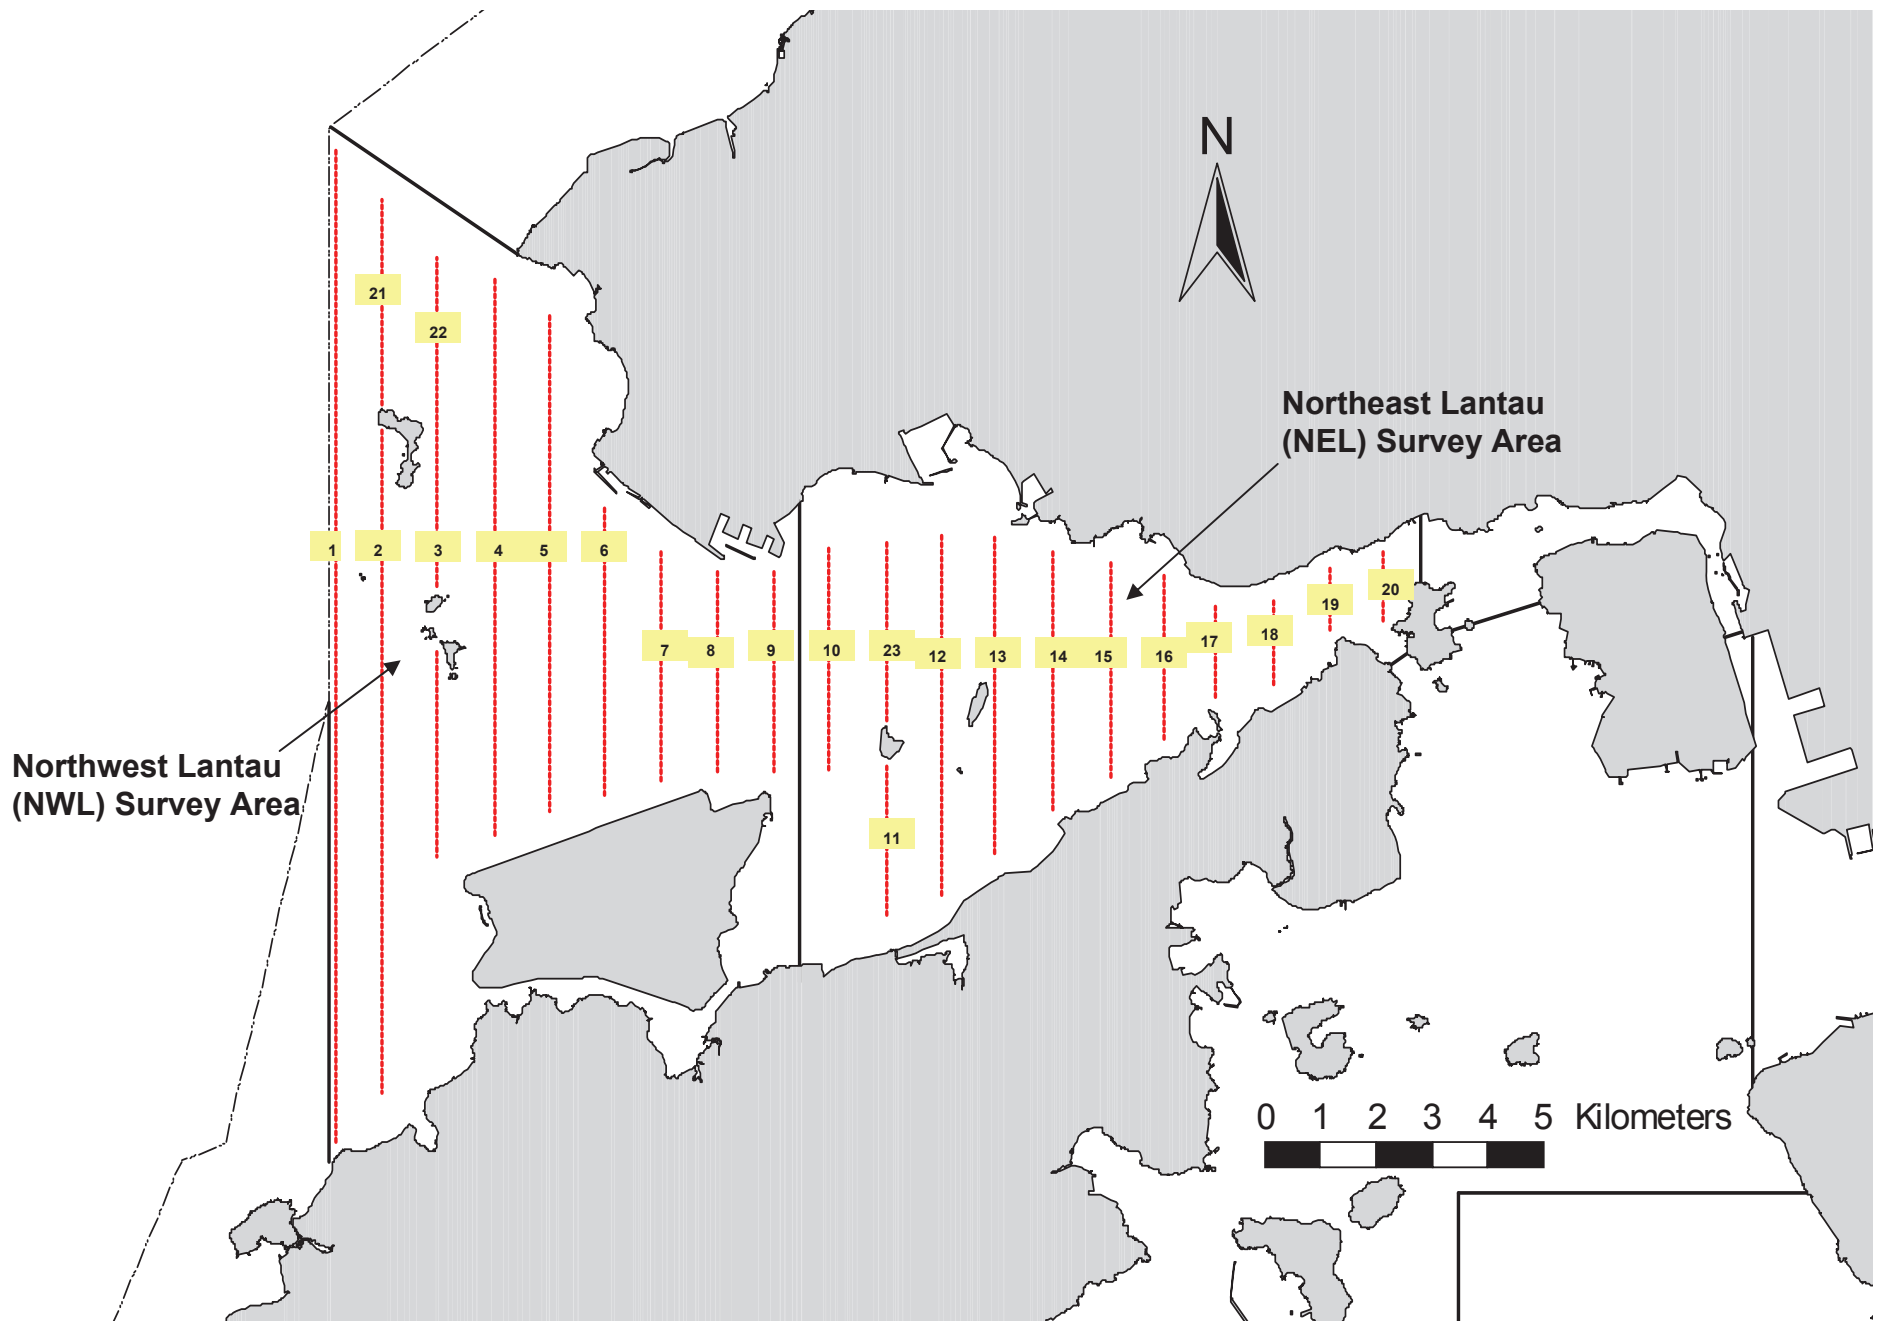 N
21
22
Northeast Lantau
(NEL) Survey Area
1 2 3 4 5 6
20
19
18
17
7 8 9 10 23 12 13 14 15 16
Northwest Lantau
(NWL) Survey Area
11
0 1 2 3 4 5 Kilometers